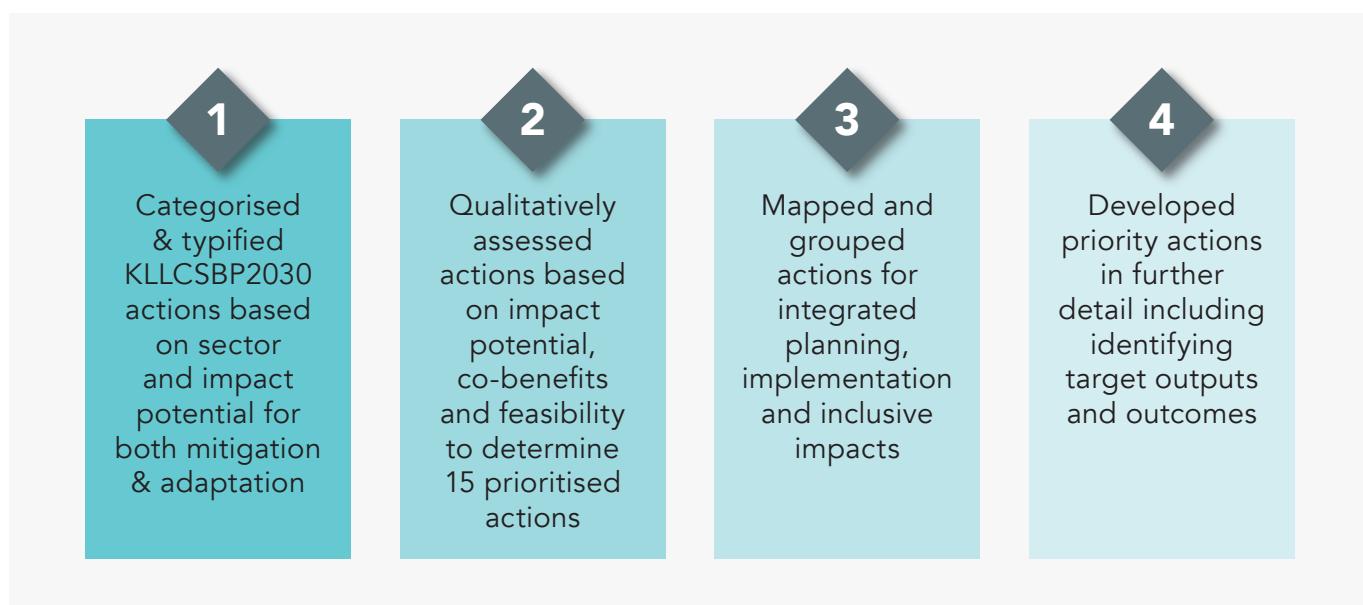 1
Categorised
& typified
KLLCSBP2030
actions based
on sector
and impact
potential for
both mitigation
& adaptation
2
Qualitatively
assessed
actions based
on impact
potential,
co-benefits
and feasibility
to determine
15 prioritised
actions
3
Mapped and
grouped
actions for
integrated
planning,
implementation
and inclusive
impacts
4
Developed
priority actions
in further
detail including
identifying
target outputs
and outcomes